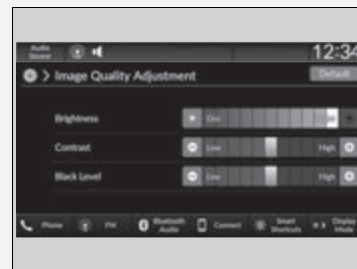 Audio Source
12:34
Image Quality Adjustment
Default
Brightness
Dim
Contrast
Low
High
Black Level
Low
High
Phone
FM
Bluetooth Audio
Connect
Smart Shortcuts
Display Mode